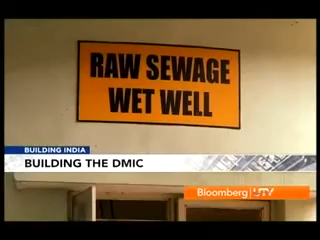 RAW SEWAGE
WET WELL
BUILDING INDIA
BUILDING THE DMIC
Bloomberg UTV